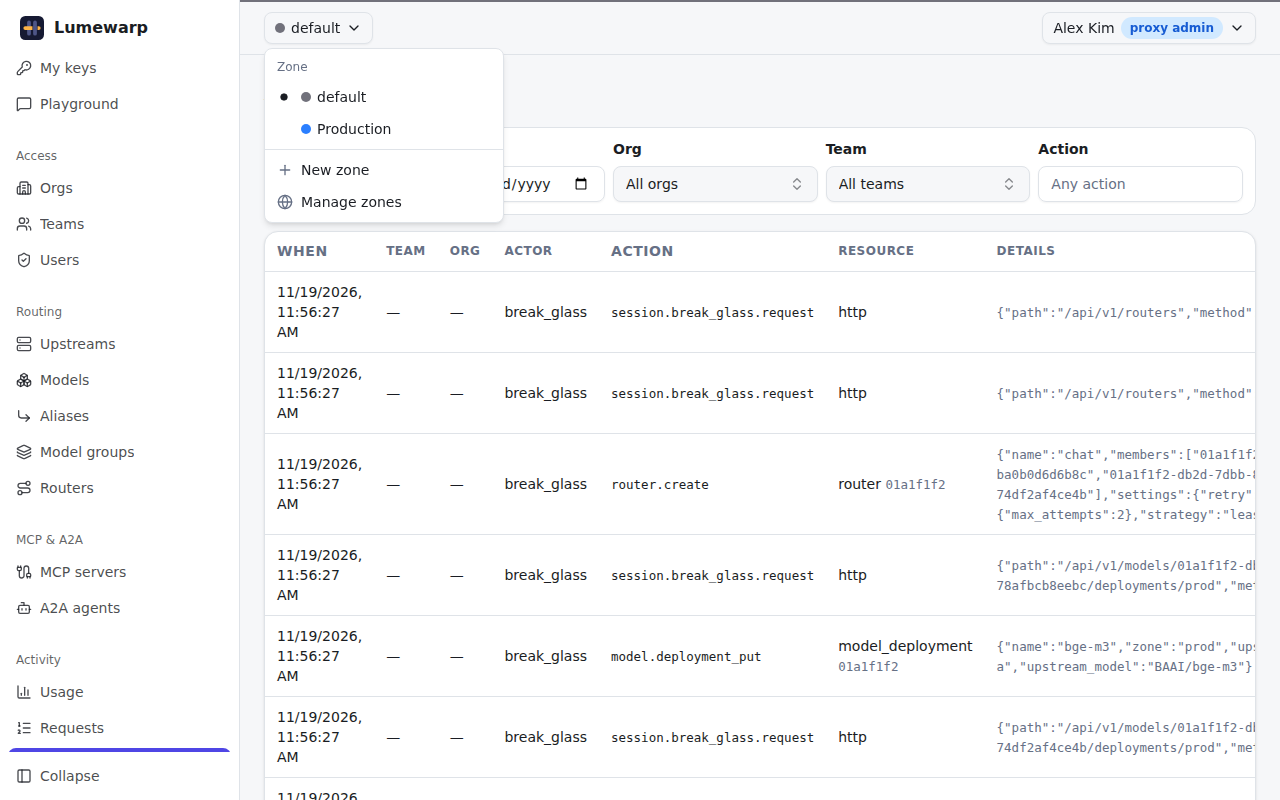 Lumewarp
My keys
Playground
Access
Orgs
Teams
Users
Routing
Upstreams
Models
Aliases
Model groups
Routers
MCP & A2A
MCP servers
A2A agents
Activity
Usage
Requests
Collapse
default
Alex Kim proxy admin
Zone
default
Production
New zone
Manage zones
Org
Team
Action
d/yyyy
All orgs
All teams
Any action
WHEN TEAM ORG ACTOR ACTION RESOURCE DETAILS
11/19/2026,
11:56:27
AM
— — break_glass session.break_glass.request http {"path":"/api/v1/routers","method"
11/19/2026,
11:56:27
AM
— — break_glass session.break_glass.request http {"path":"/api/v1/routers","method"
11/19/2026,
11:56:27
AM
— — break_glass router.create router 01a1f1f2
{"name":"chat","members":["01a1f1f2
ba0b0d6d6b8c","01a1f1f2-db2d-7dbb-8
74df2af4ce4b"],"settings":{"retry"
{"max_attempts":2},"strategy":"leas
11/19/2026,
11:56:27
AM
— — break_glass session.break_glass.request http
{"path":"/api/v1/models/01a1f1f2-db
78afbcb8eebc/deployments/prod","met
11/19/2026,
11:56:27
AM
— — break_glass model.deployment_put
model_deployment
01a1f1f2
{"name":"bge-m3","zone":"prod","ups
a","upstream_model":"BAAI/bge-m3"}
11/19/2026,
11:56:27
AM
— — break_glass session.break_glass.request http
{"path":"/api/v1/models/01a1f1f2-db
74df2af4ce4b/deployments/prod","met
11/19/2026,